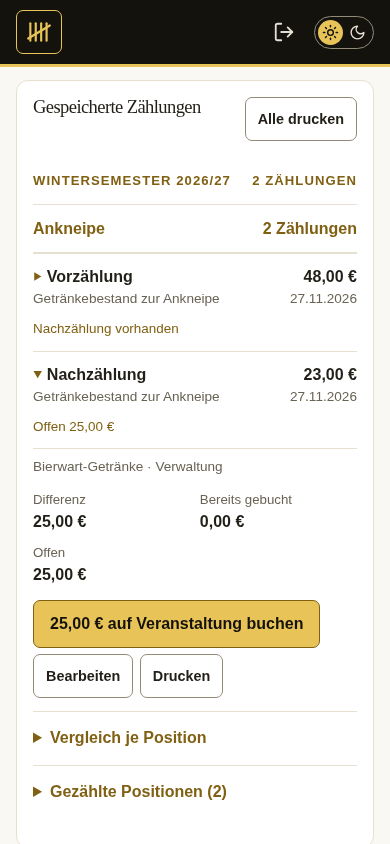 Gespeicherte Zählungen
Alle drucken
WINTERSEMESTER 2026/27 2 ZÄHLUNGEN
Ankneipe 2 Zählungen
Vorzählung 48,00 €
Getränkebestand zur Ankneipe 27.11.2026
Nachzählung vorhanden
Nachzählung 23,00 €
Getränkebestand zur Ankneipe 27.11.2026
Offen 25,00 €
Bierwart-Getränke · Verwaltung
Differenz Bereits gebucht
25,00 € 0,00 €
Offen
25,00 €
25,00 € auf Veranstaltung buchen
Bearbeiten Drucken
Vergleich je Position
Gezählte Positionen (2)